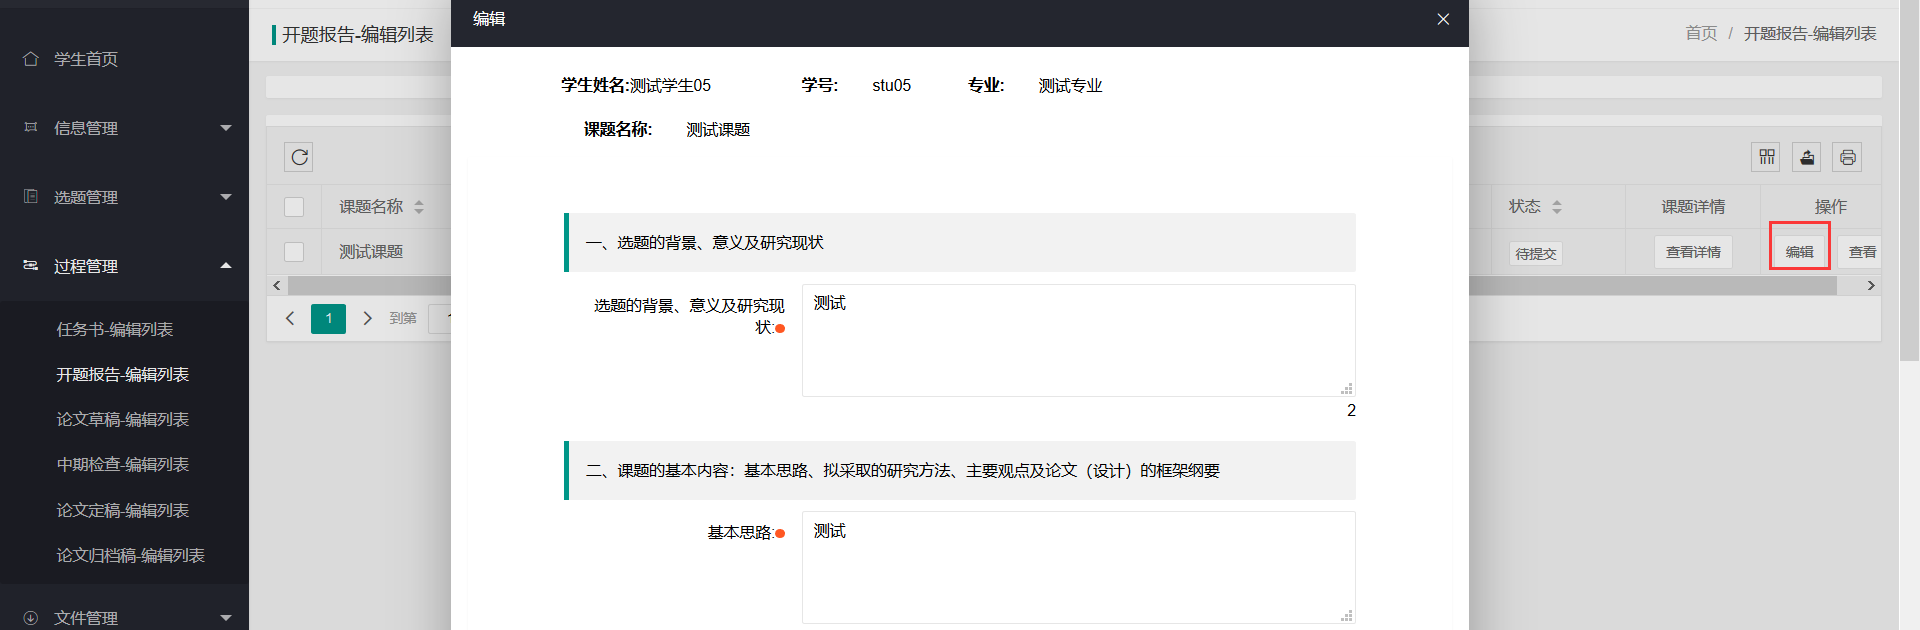 学生首页
信息管理
选题管理
过程管理
任务书-编辑列表
开题报告-编辑列表
论文草稿-编辑列表
中期检查-编辑列表
论文定稿-编辑列表
论文归档稿-编辑列表
文件管理
开题报告-编辑列表
首页 / 开题报告-编辑列表
课题名称
测试课题
1
到第
状态 课题详情 操作
待提交 查看详情 编辑 查看
编辑
学生姓名:测试学生05 学号: stu05 专业: 测试专业
课题名称: 测试课题
一、选题的背景、意义及研究现状
选题的背景、意义及研究现
状:
测试
2
二、课题的基本内容：基本思路、拟采取的研究方法、主要观点及论文（设计）的框架纲要
基本思路:
测试